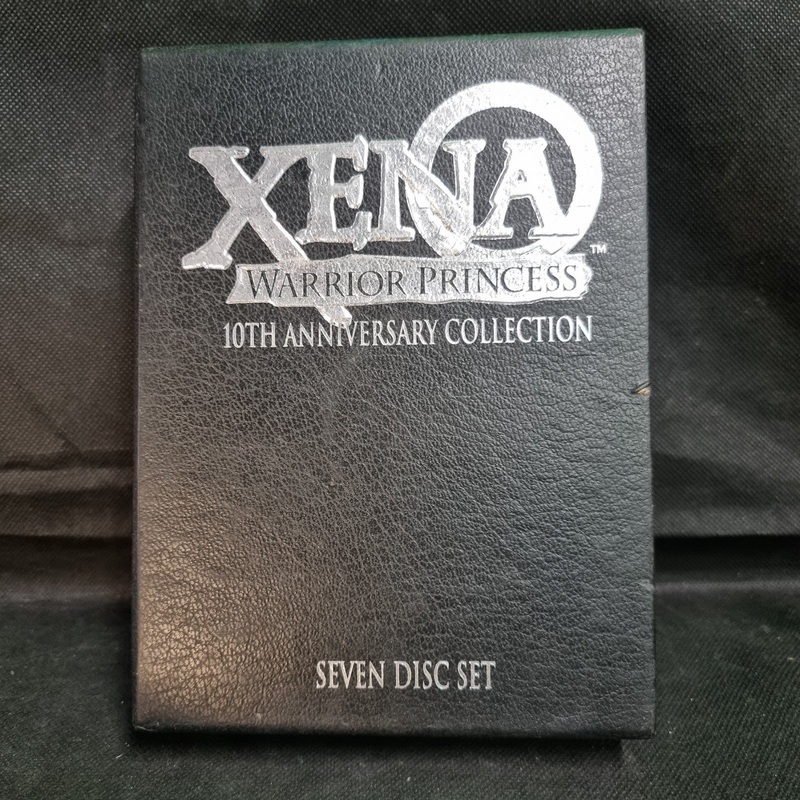 XENA
™
WARRIOR PRINCESS
10TH ANNIVERSARY COLLECTION
SEVEN DISC SET